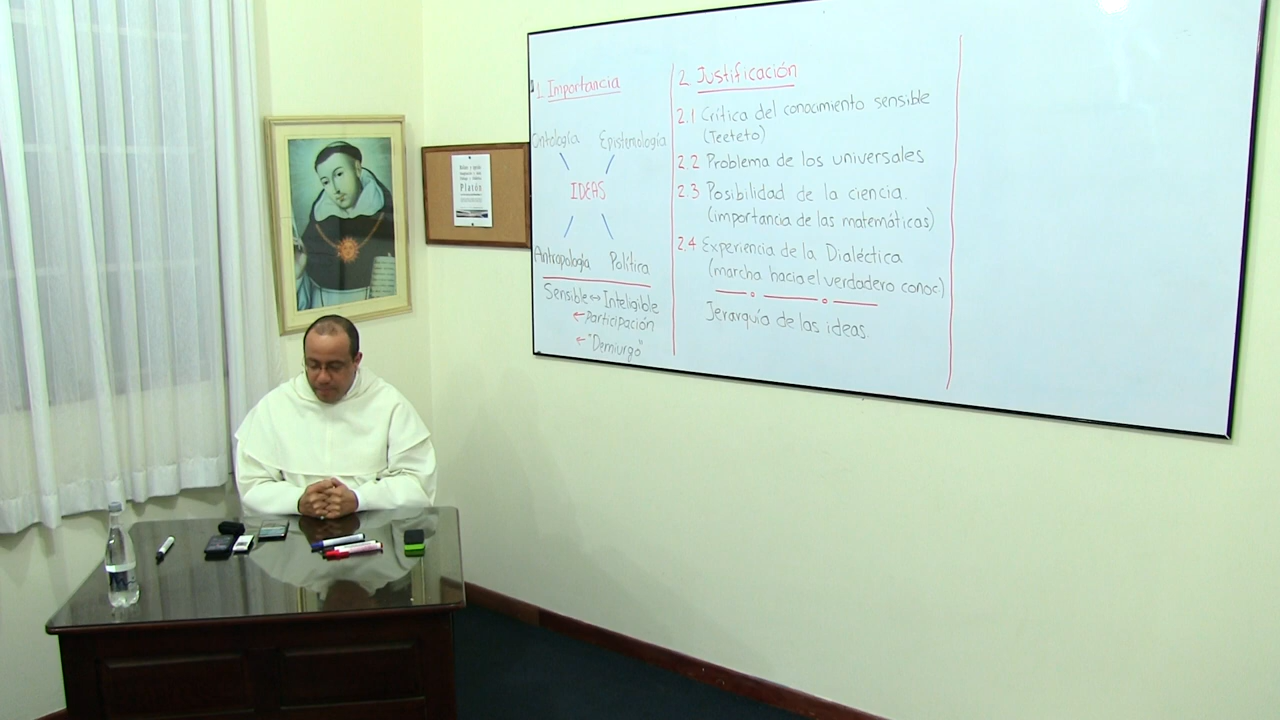 Platón
1. Importancia
Ontología Epistemología
IDEAS
Antropología Política
Sensible ↔ Inteligible
← Participación
← "Demiurgo"
2. Justificación
2.1 Crítica del conocimiento sensible
(Teeteto)
2.2 Problema de los universales
2.3 Posibilidad de la ciencia.
(importancia de las matemáticas)
2.4 Experiencia de la Dialéctica
(marcha hacia el verdadero conoc)
Jerarquía de las ideas.